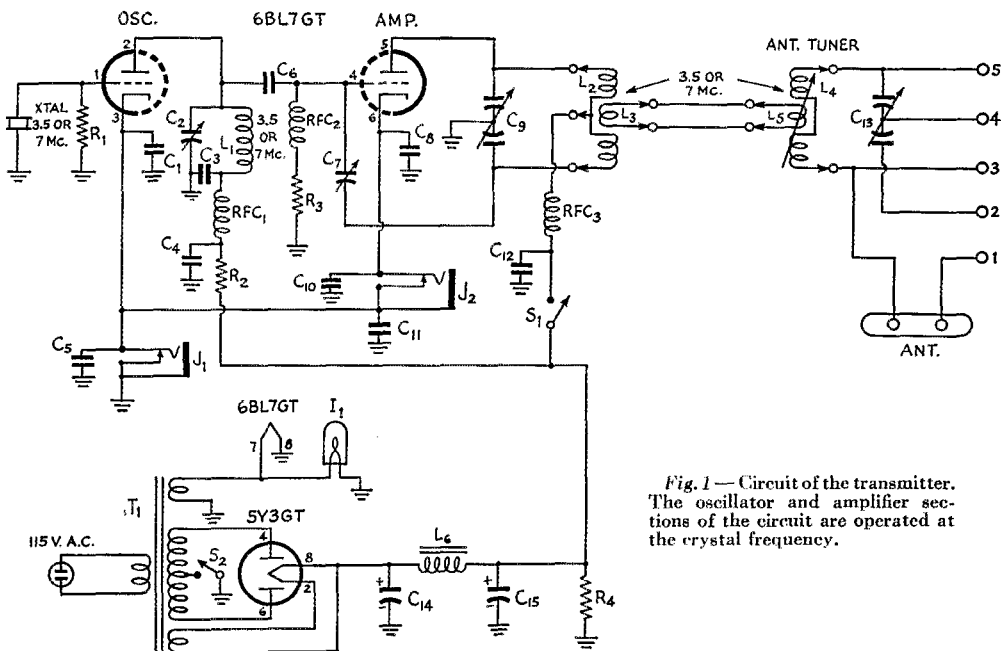 OSC. 6BL7GT AMP.
ANT. TUNER
2
5
C6
1
4
XTAL
3.5 OR
7 MC.
R1
3
C1
C2
L1
3.5
OR
7 MC.
C3
RFC2
R3
C7
6
C8
C9
L2
3.5 OR
7 MC.
L3
L4
L5
C13
5
4
3
2
1
RFC1
C4
R2
RFC3
C12
S1
C10
J2
C11
C5
J1
ANT.
6BL7GT
I1
7
8
T1
5Y3GT
115 V. A.C.
S2
4
8
2
6
L6
+
C14
+
C15
R4
Fig. 1 — Circuit of the transmitter.
The oscillator and amplifier sec-
tions of the circuit are operated at
the crystal frequency.